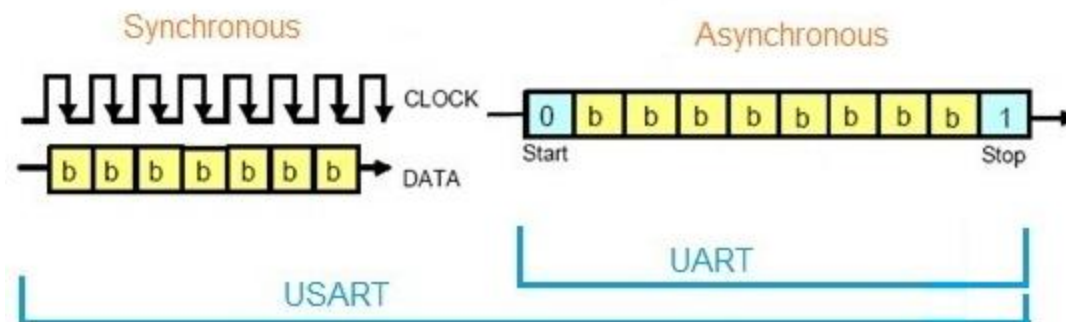 Synchronous
Asynchronous
CLOCK
0 b b b b b b b b 1
Start Stop
b b b b b b b
DATA
UART
USART